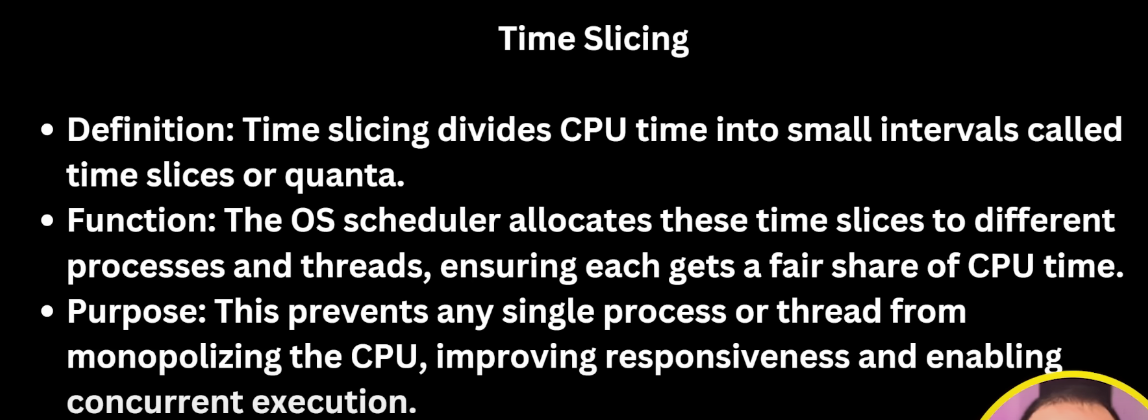 Time Slicing
• Definition: Time slicing divides CPU time into small intervals called
time slices or quanta.
• Function: The OS scheduler allocates these time slices to different
processes and threads, ensuring each gets a fair share of CPU time.
• Purpose: This prevents any single process or thread from
monopolizing the CPU, improving responsiveness and enabling
concurrent execution.